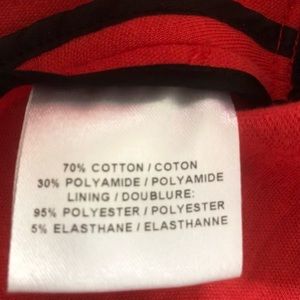 70% COTTON / COTON
30% POLYAMIDE / POLYAMIDE
LINING / DOUBLURE:
95% POLYESTER / POLYESTER
5% ELASTHANE / ELASTHANNE